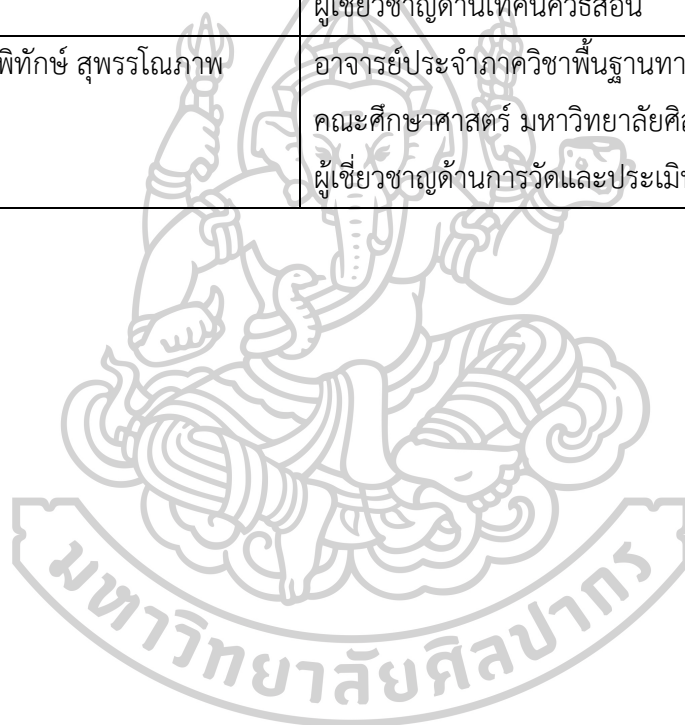 ผู้เชี่ยวชาญด้านเทคนิควิธีสอน
พิทักษ์ สุพรรโณภาพ
อาจารย์ประจำภาควิชาพื้นฐานทา
คณะศึกษาศาสตร์ มหาวิทยาลัยศิล
ผู้เชี่ยวชาญด้านการวัดและประเมิน
มหาวิทยาลัยศิลปากร